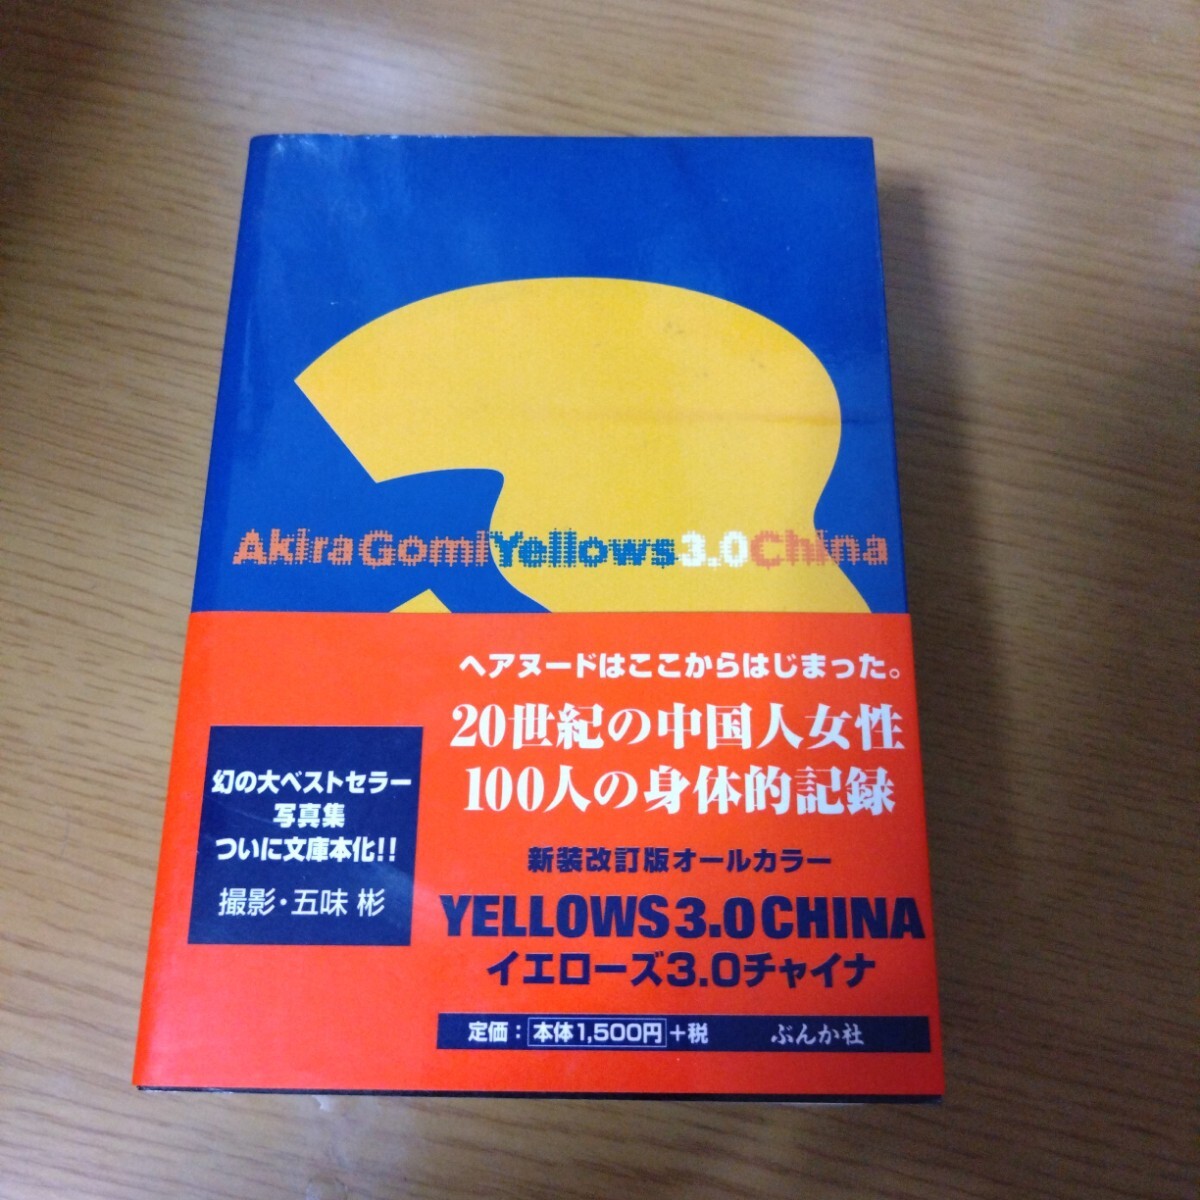 Akira Gomi Yellows 3.0 China
ヘアヌードはここからはじまった。
20世紀の中国人女性
100人の身体的記録
幻の大ベストセラー
写真集
ついに文庫本化!!
撮影・五味 彬
新装改訂版オールカラー
YELLOWS3.0CHINA
イエローズ3.0チャイナ
定価：本体1,500円+税 ぶんか社